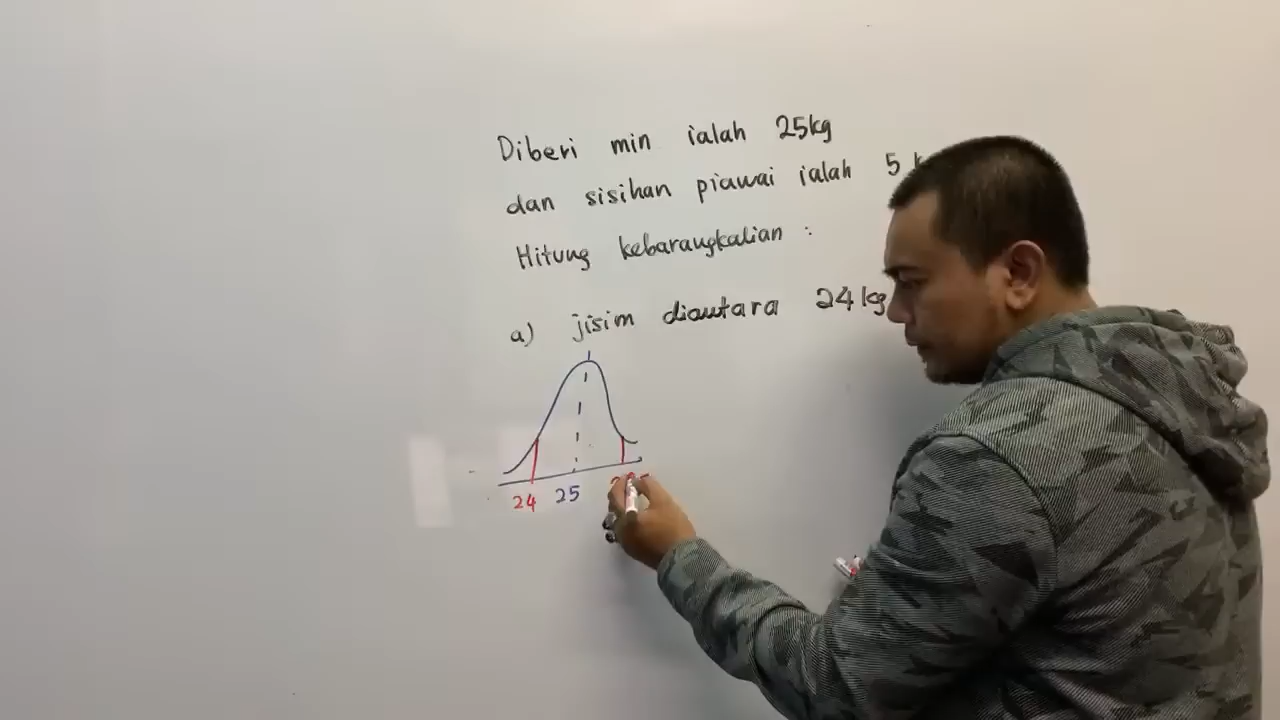 Diberi min ialah 25kg
dan sisihan piawai ialah 5
Hitung kebarangkalian :
a) jisim diantara 24kg
24 25